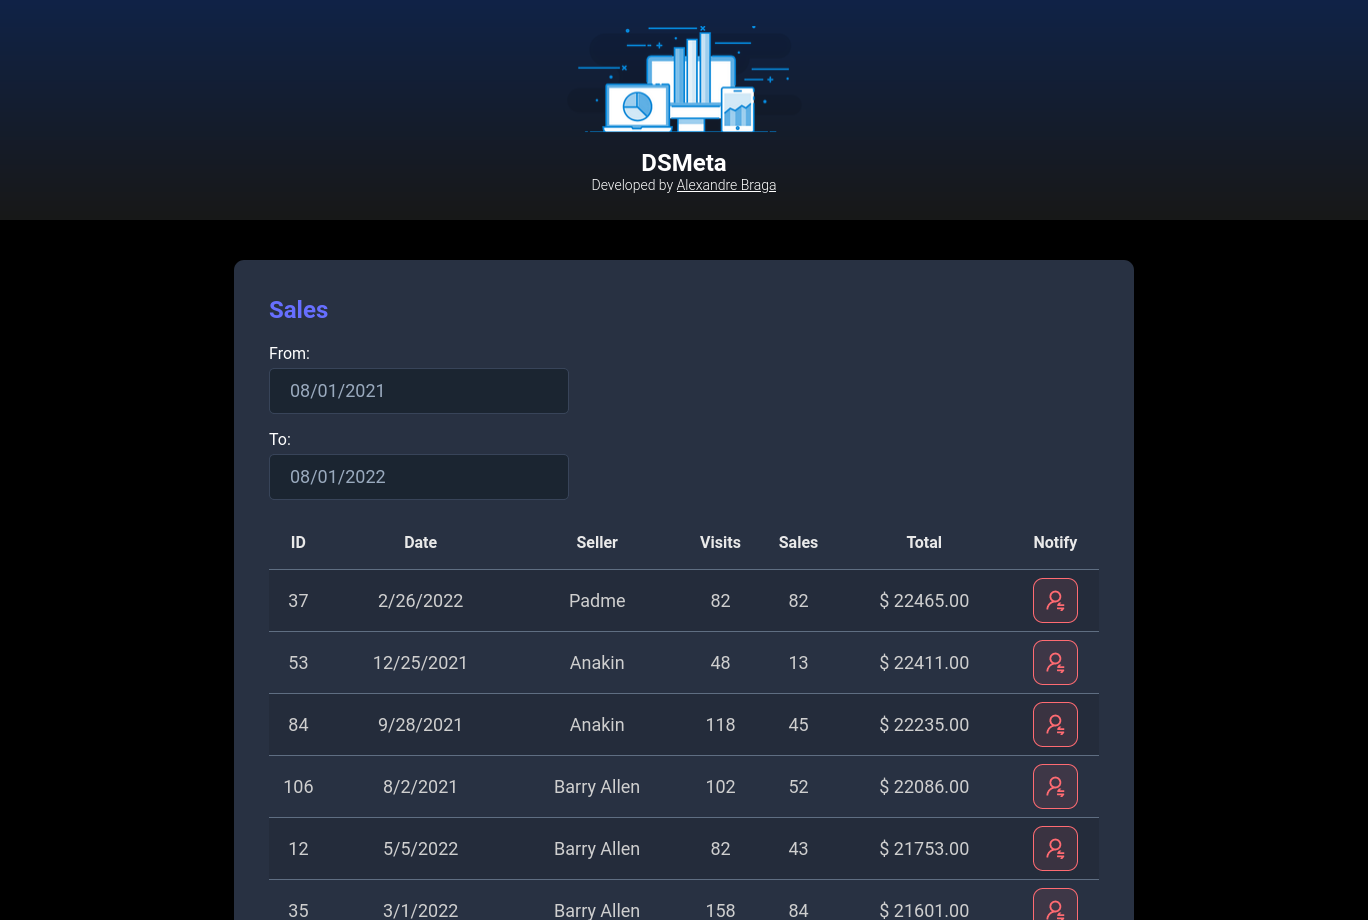 DSMeta
Developed by Alexandre Braga
Sales
From:
08/01/2021
To:
08/01/2022
ID Date Seller Visits Sales Total Notify
37 2/26/2022 Padme 82 82 $ 22465.00
53 12/25/2021 Anakin 48 13 $ 22411.00
84 9/28/2021 Anakin 118 45 $ 22235.00
106 8/2/2021 Barry Allen 102 52 $ 22086.00
12 5/5/2022 Barry Allen 82 43 $ 21753.00
35 3/1/2022 Barry Allen 158 84 $ 21601.00